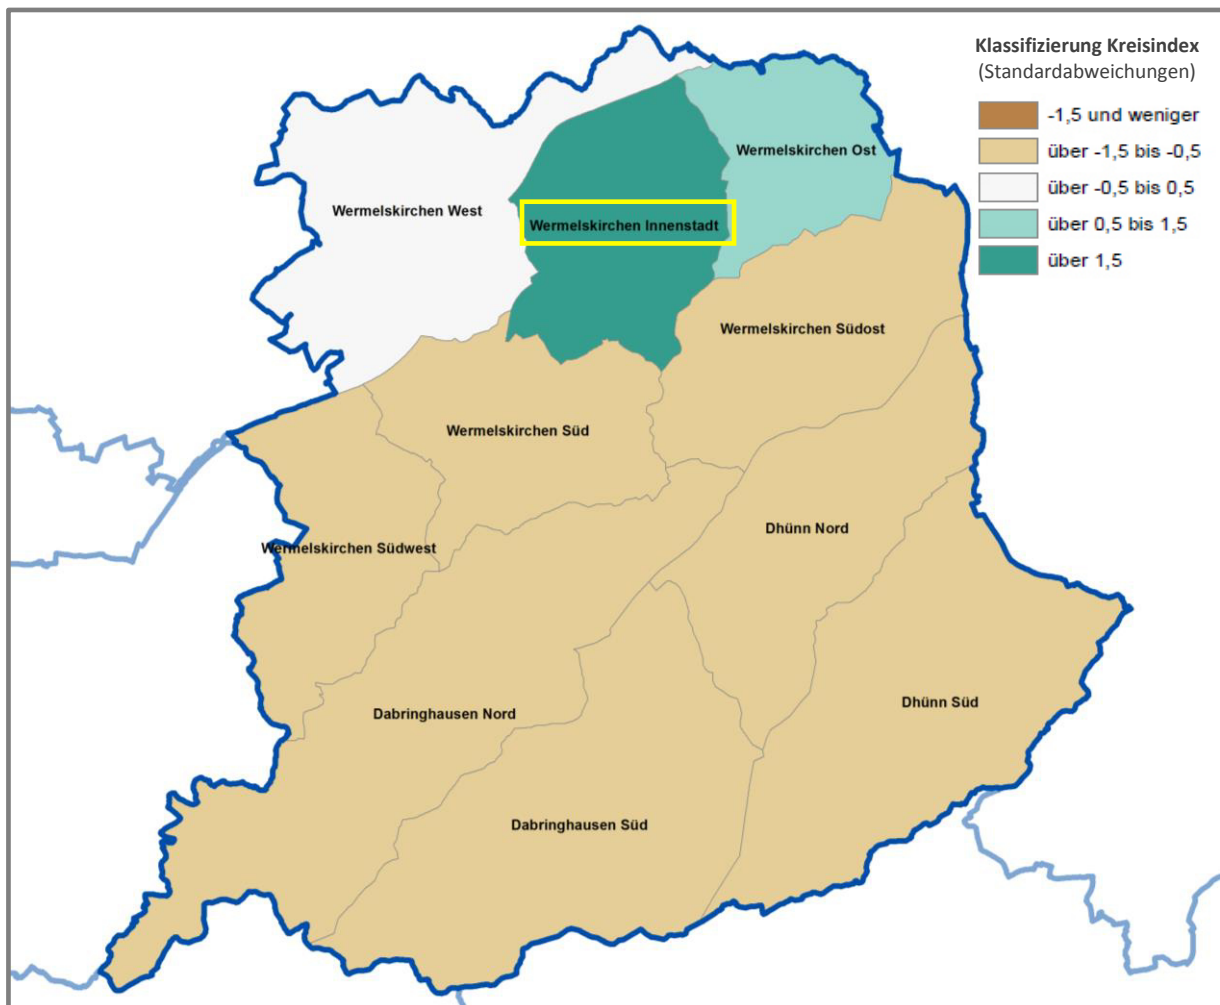 Klassifizierung Kreisindex
(Standardabweichungen)
-1,5 und weniger
über -1,5 bis -0,5
über -0,5 bis 0,5
über 0,5 bis 1,5
über 1,5
Wermelskirchen Ost
Wermelskirchen West
Wermelskirchen Innenstadt
Wermelskirchen Südost
Wermelskirchen Süd
Dhünn Nord
Wermelskirchen Südwest
Dhünn Süd
Dabringhausen Nord
Dabringhausen Süd